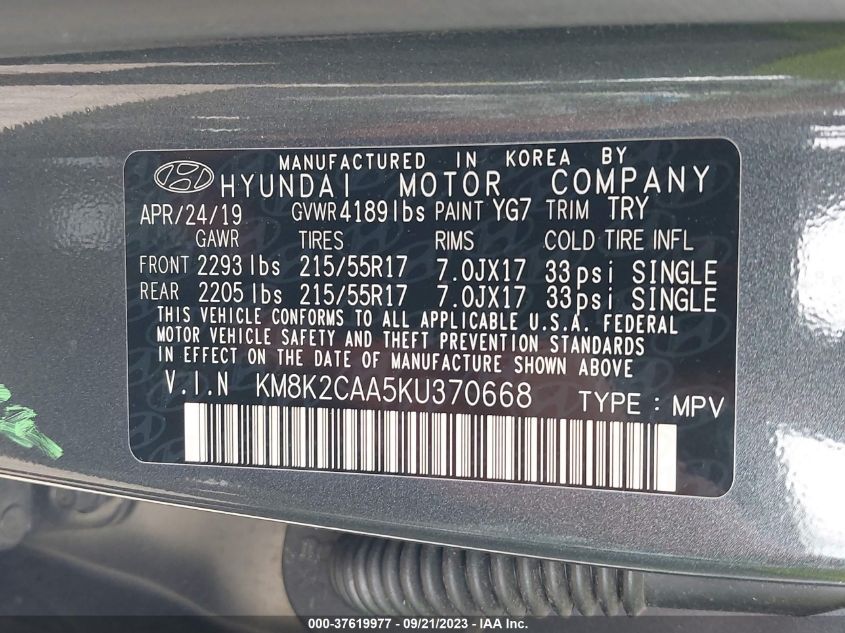 MANUFACTURED IN KOREA BY
HYUNDAI MOTOR COMPANY
APR/24/19 GVWR 4189 lbs PAINT YG7 TRIM TRY
GAWR TIRES RIMS COLD TIRE INFL
FRONT 2293 lbs 215/55R17 7.0JX17 33psi SINGLE
REAR 2205 lbs 215/55R17 7.0JX17 33psi SINGLE
THIS VEHICLE CONFORMS TO ALL APPLICABLE U.S.A. FEDERAL
MOTOR VEHICLE SAFETY AND THEFT PREVENTION STANDARDS
IN EFFECT ON THE DATE OF MANUFACTURE SHOWN ABOVE
V.I.N KM8K2CAA5KU370668 TYPE : MPV
000-37619977 - 09/21/2023 - IAA Inc.